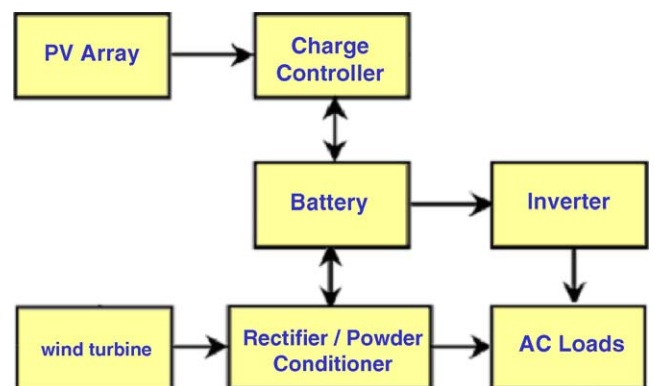 PV Array
Charge
Controller
Battery
Inverter
wind turbine
Rectifier / Powder
Conditioner
AC Loads